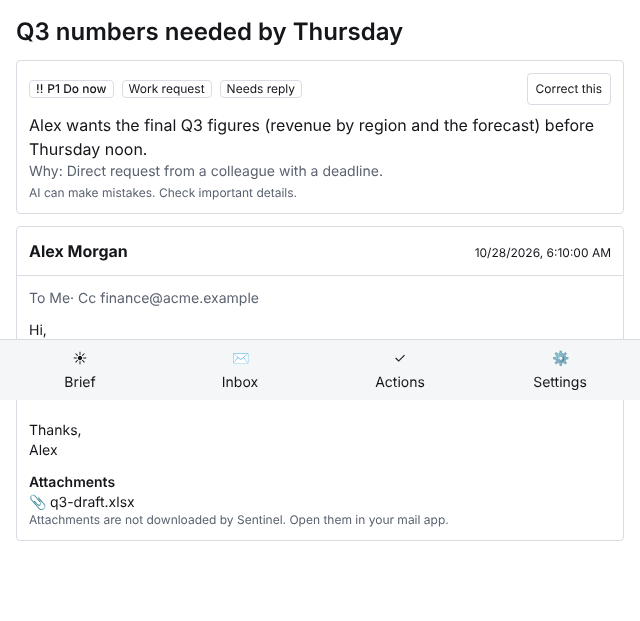 Q3 numbers needed by Thursday
!! P1 Do now
Work request
Needs reply
Correct this
Alex wants the final Q3 figures (revenue by region and the forecast) before
Thursday noon.
Why: Direct request from a colleague with a deadline.
AI can make mistakes. Check important details.
Alex Morgan
10/28/2026, 6:10:00 AM
To Me· Cc finance@acme.example
Hi,
Brief
Inbox
Actions
Settings
Thanks,
Alex
Attachments
q3-draft.xlsx
Attachments are not downloaded by Sentinel. Open them in your mail app.